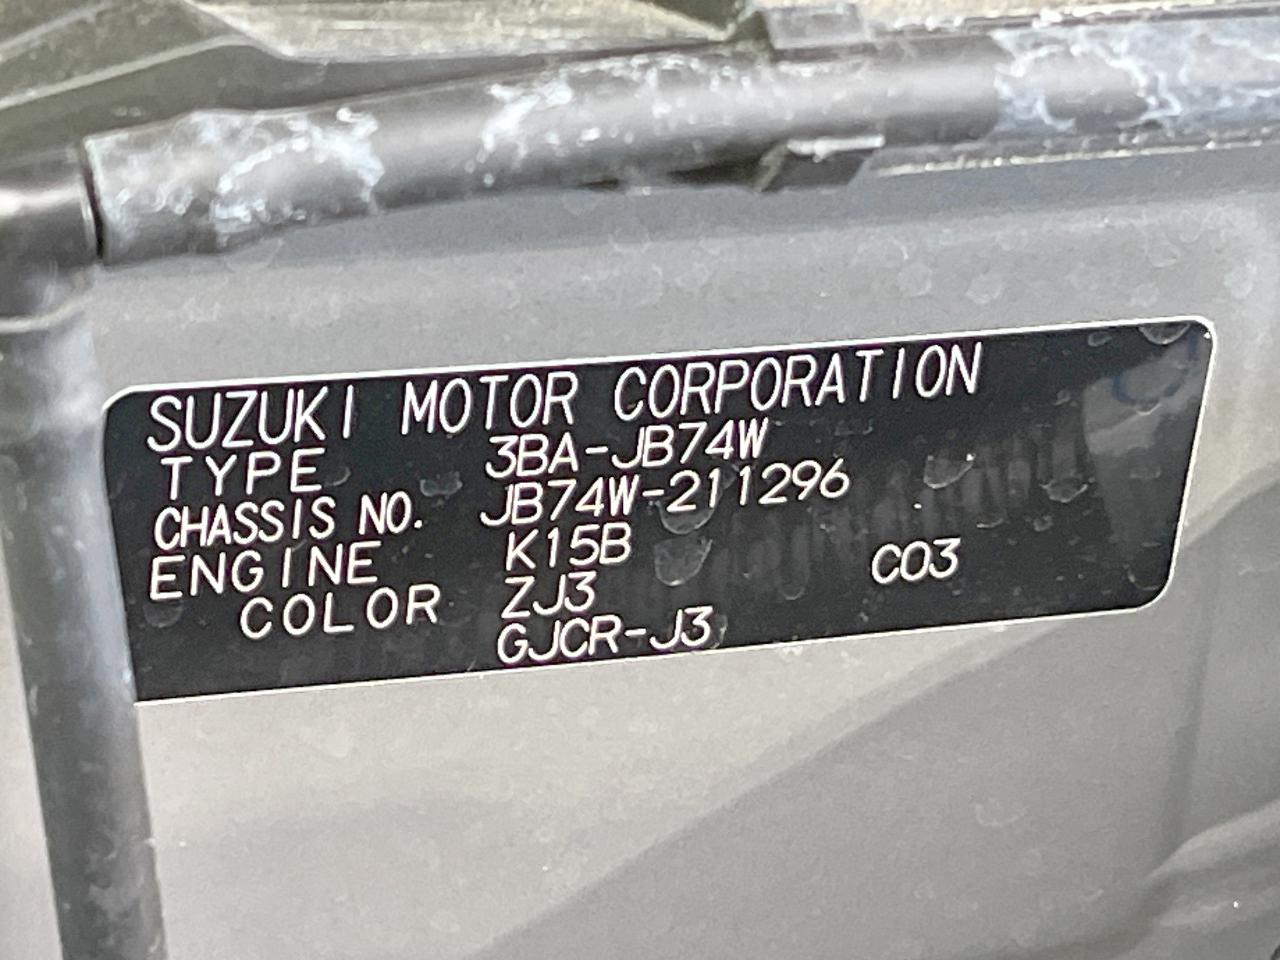 SUZUKI MOTOR CORPORATION
TYPE 3BA-JB74W
CHASSIS NO. JB74W-211296
ENGINE K15B
COLOR ZJ3 C03
GJCR-J3